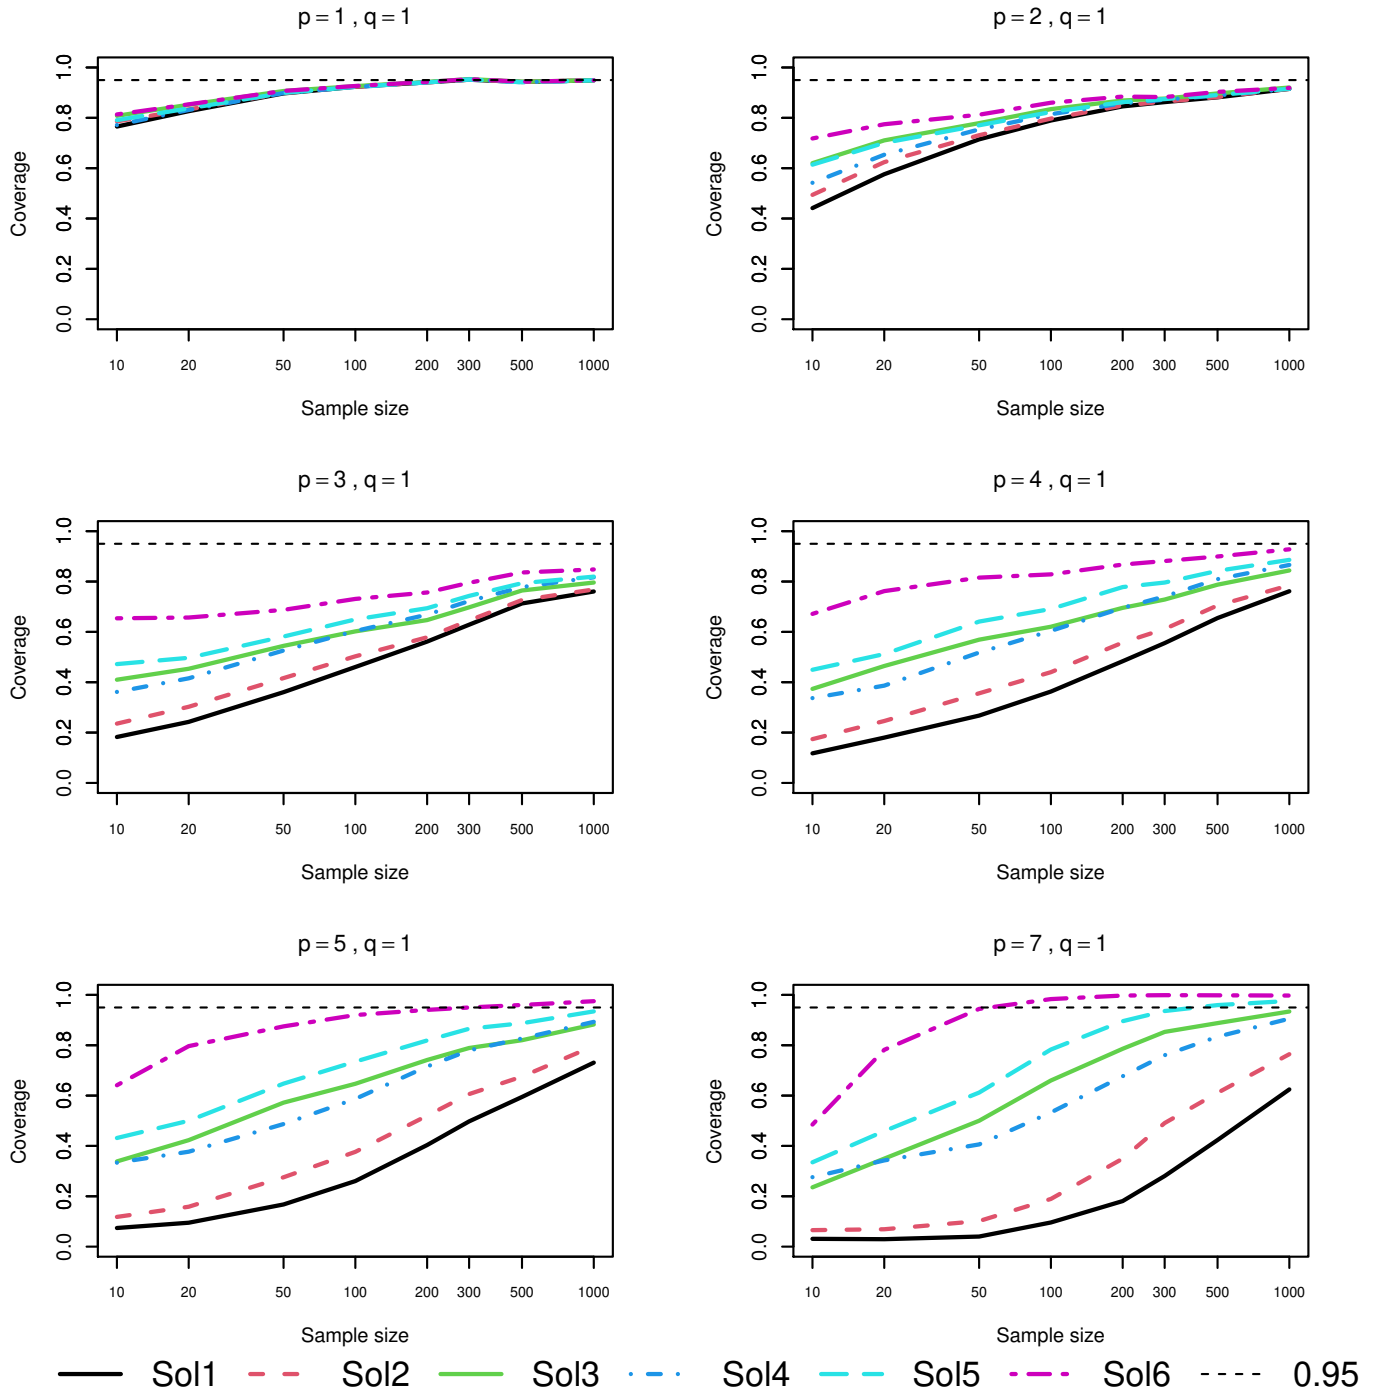 p = 1 , q = 1
Coverage
0.0 0.2 0.4 0.6 0.8 1.0
10 20 50 100 200 300 500 1000
Sample size
p = 2 , q = 1
Coverage
0.0 0.2 0.4 0.6 0.8 1.0
10 20 50 100 200 300 500 1000
Sample size
p = 3 , q = 1
Coverage
0.0 0.2 0.4 0.6 0.8 1.0
10 20 50 100 200 300 500 1000
Sample size
p = 4 , q = 1
Coverage
0.0 0.2 0.4 0.6 0.8 1.0
10 20 50 100 200 300 500 1000
Sample size
p = 5 , q = 1
Coverage
0.0 0.2 0.4 0.6 0.8 1.0
10 20 50 100 200 300 500 1000
Sample size
p = 7 , q = 1
Coverage
0.0 0.2 0.4 0.6 0.8 1.0
10 20 50 100 200 300 500 1000
Sample size
Sol1 Sol2 Sol3 Sol4 Sol5 Sol6 0.95